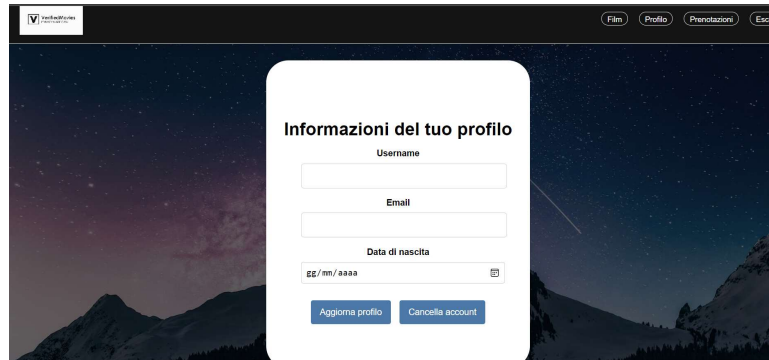 VerifiedMovies
Film
Profilo
Prenotazioni
Informazioni del tuo profilo
Username
Email
Data di nascita
gg/mm/aaaa
Aggiorna profilo
Cancella account